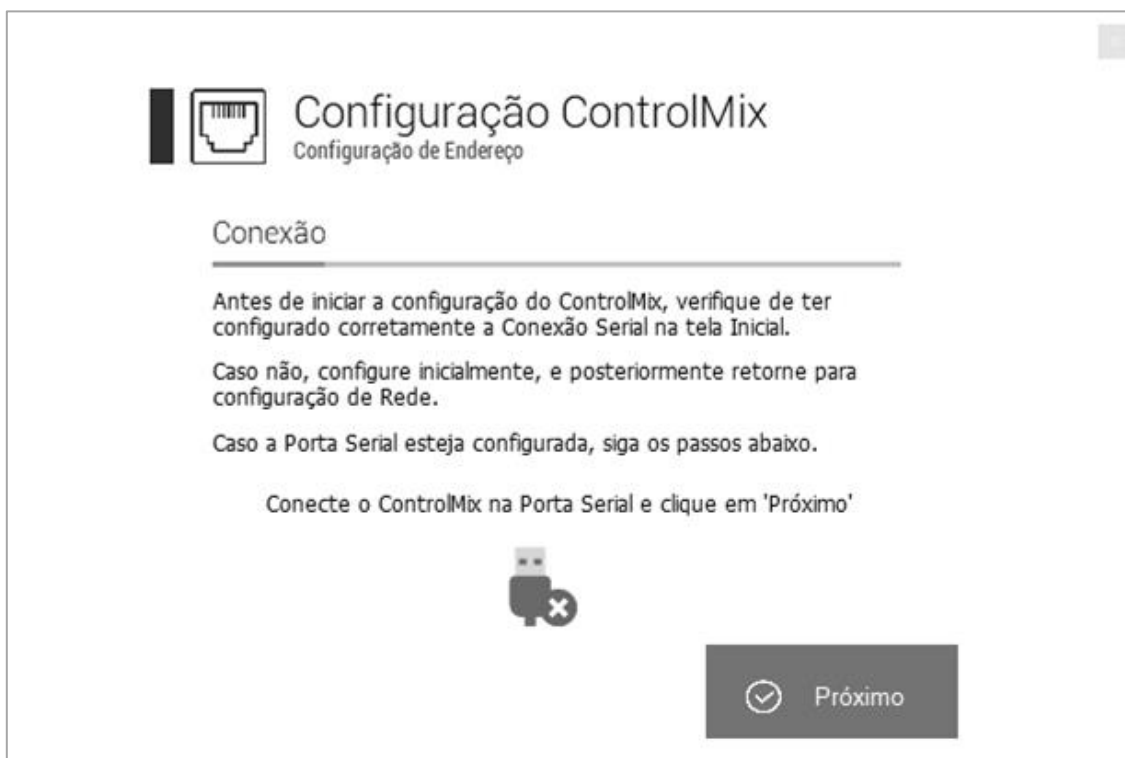 Configuração ControlMix
Configuração de Endereço
Conexão
Antes de iniciar a configuração do ControlMix, verifique de ter
configurado corretamente a Conexão Serial na tela Inicial.
Caso não, configure inicialmente, e posteriormente retorne para
configuração de Rede.
Caso a Porta Serial esteja configurada, siga os passos abaixo.
Conecte o ControlMix na Porta Serial e clique em 'Próximo'
Próximo